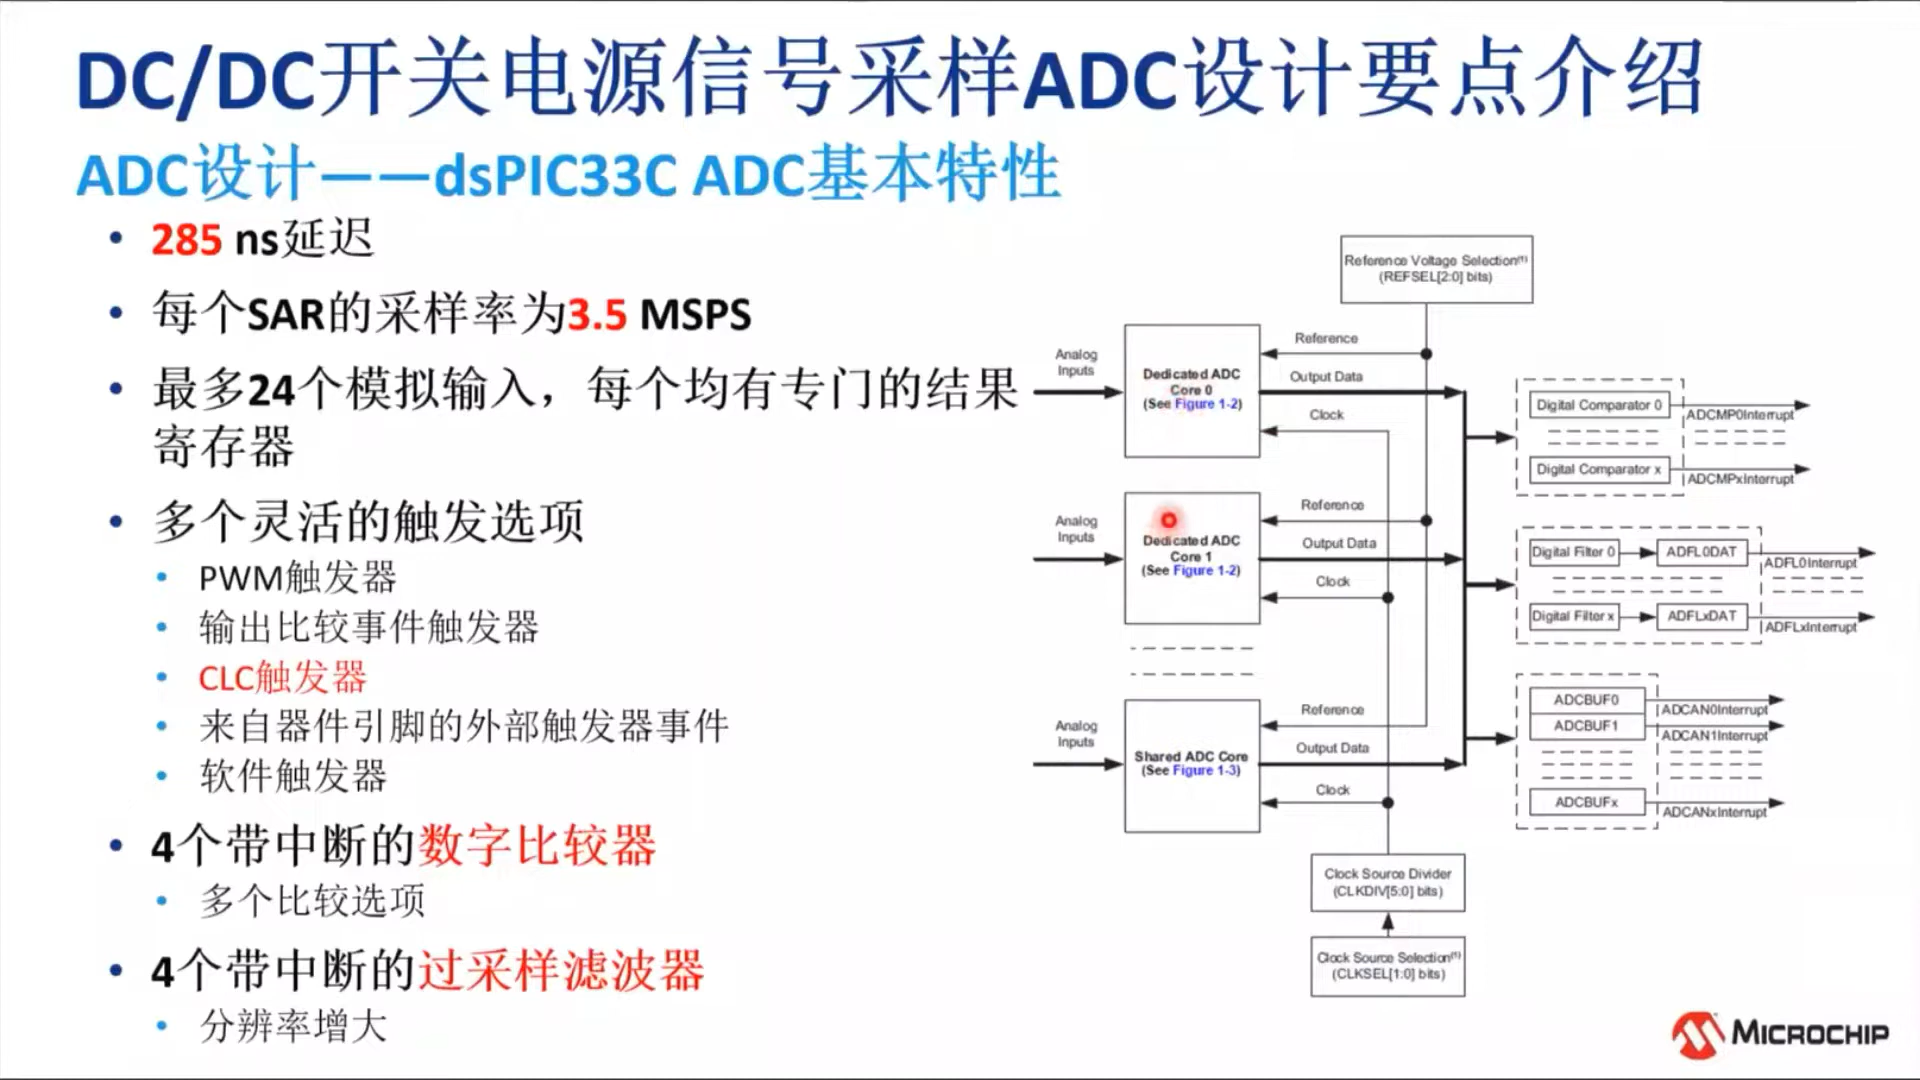 DC/DC开关电源信号采样ADC设计要点介绍
ADC设计——dsPIC33C ADC基本特性
• 285 ns延迟
• 每个SAR的采样率为3.5 MSPS
• 最多24个模拟输入，每个均有专门的结果
寄存器
• 多个灵活的触发选项
• PWM触发器
• 输出比较事件触发器
• CLC触发器
• 来自器件引脚的外部触发器事件
• 软件触发器
• 4个带中断的数字比较器
• 多个比较选项
• 4个带中断的过采样滤波器
• 分辨率增大
Reference Voltage Selection(1)
(REFSEL[2:0] bits)
Analog
Inputs
Dedicated ADC
Core 0
(See Figure 1-2)
Reference
Output Data
Clock
Analog
Inputs
Dedicated ADC
Core 1
(See Figure 1-2)
Reference
Output Data
Clock
Analog
Inputs
Shared ADC Core
(See Figure 1-3)
Reference
Output Data
Clock
Clock Source Divider
(CLKDIV[5:0] bits)
Clock Source Selection(1)
(CLKSEL[1:0] bits)
Digital Comparator 0
ADCMP0Interrupt
Digital Comparator x
ADCMPxInterrupt
Digital Filter 0
ADFL0DAT
ADFL0Interrupt
Digital Filter x
ADFLxDAT
ADFLxInterrupt
ADCBUF0
ADCAN0Interrupt
ADCBUF1
ADCAN1Interrupt
ADCBUFx
ADCANxInterrupt
MICROCHIP